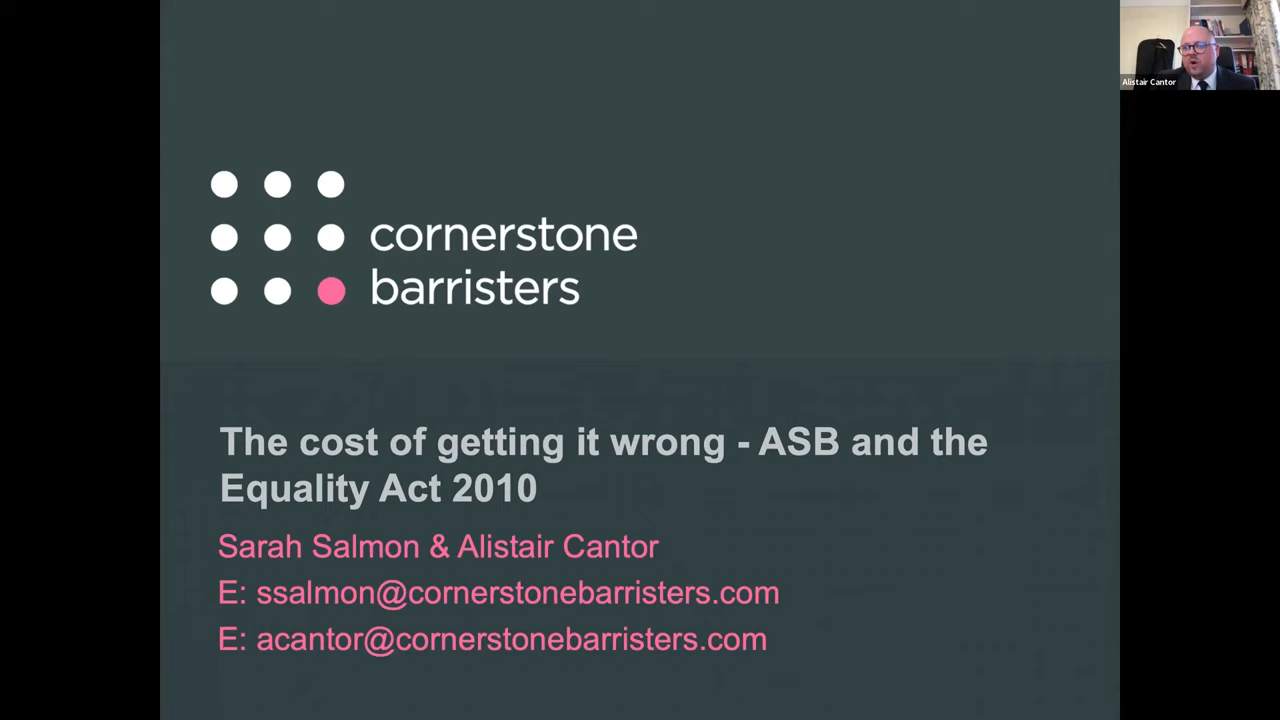 Alistair Cantor
cornerstone
barristers
The cost of getting it wrong - ASB and the
Equality Act 2010
Sarah Salmon & Alistair Cantor
E: ssalmon@cornerstonebarristers.com
E: acantor@cornerstonebarristers.com